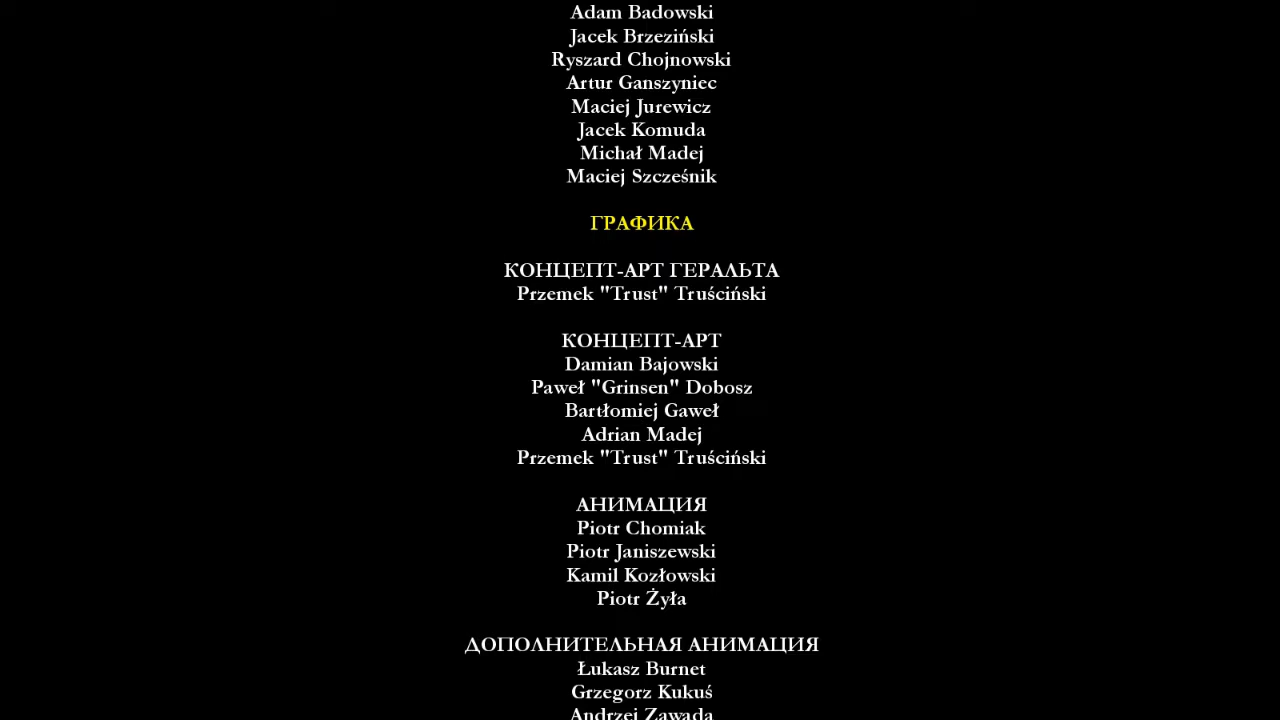 Adam Badowski
Jacek Brzeziński
Ryszard Chojnowski
Artur Ganszyniec
Maciej Jurewicz
Jacek Komuda
Michał Madej
Maciej Szcześnik
ГРАФИКА
КОНЦЕПТ-АРТ ГЕРАЛЬТА
Przemek "Trust" Truściński
КОНЦЕПТ-АРТ
Damian Bajowski
Paweł "Grinsen" Dobosz
Bartłomiej Gaweł
Adrian Madej
Przemek "Trust" Truściński
АНИМАЦИЯ
Piotr Chomiak
Piotr Janiszewski
Kamil Kozłowski
Piotr Żyła
ДОПОЛНИТЕЛЬНАЯ АНИМАЦИЯ
Łukasz Burnet
Grzegorz Kukuś
Andrzej Zawada